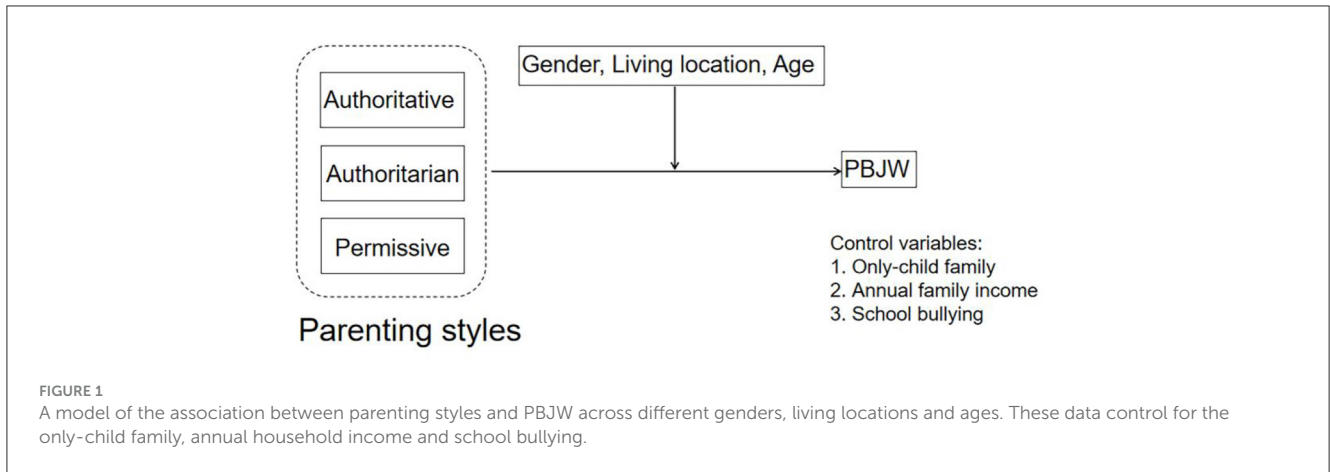 Gender, Living location, Age
Authoritative
Authoritarian
Permissive
PBJW
Parenting styles
Control variables:
1. Only-child family
2. Annual family income
3. School bullying
FIGURE 1
A model of the association between parenting styles and PBJW across different genders, living locations and ages. These data control for the
only-child family, annual household income and school bullying.